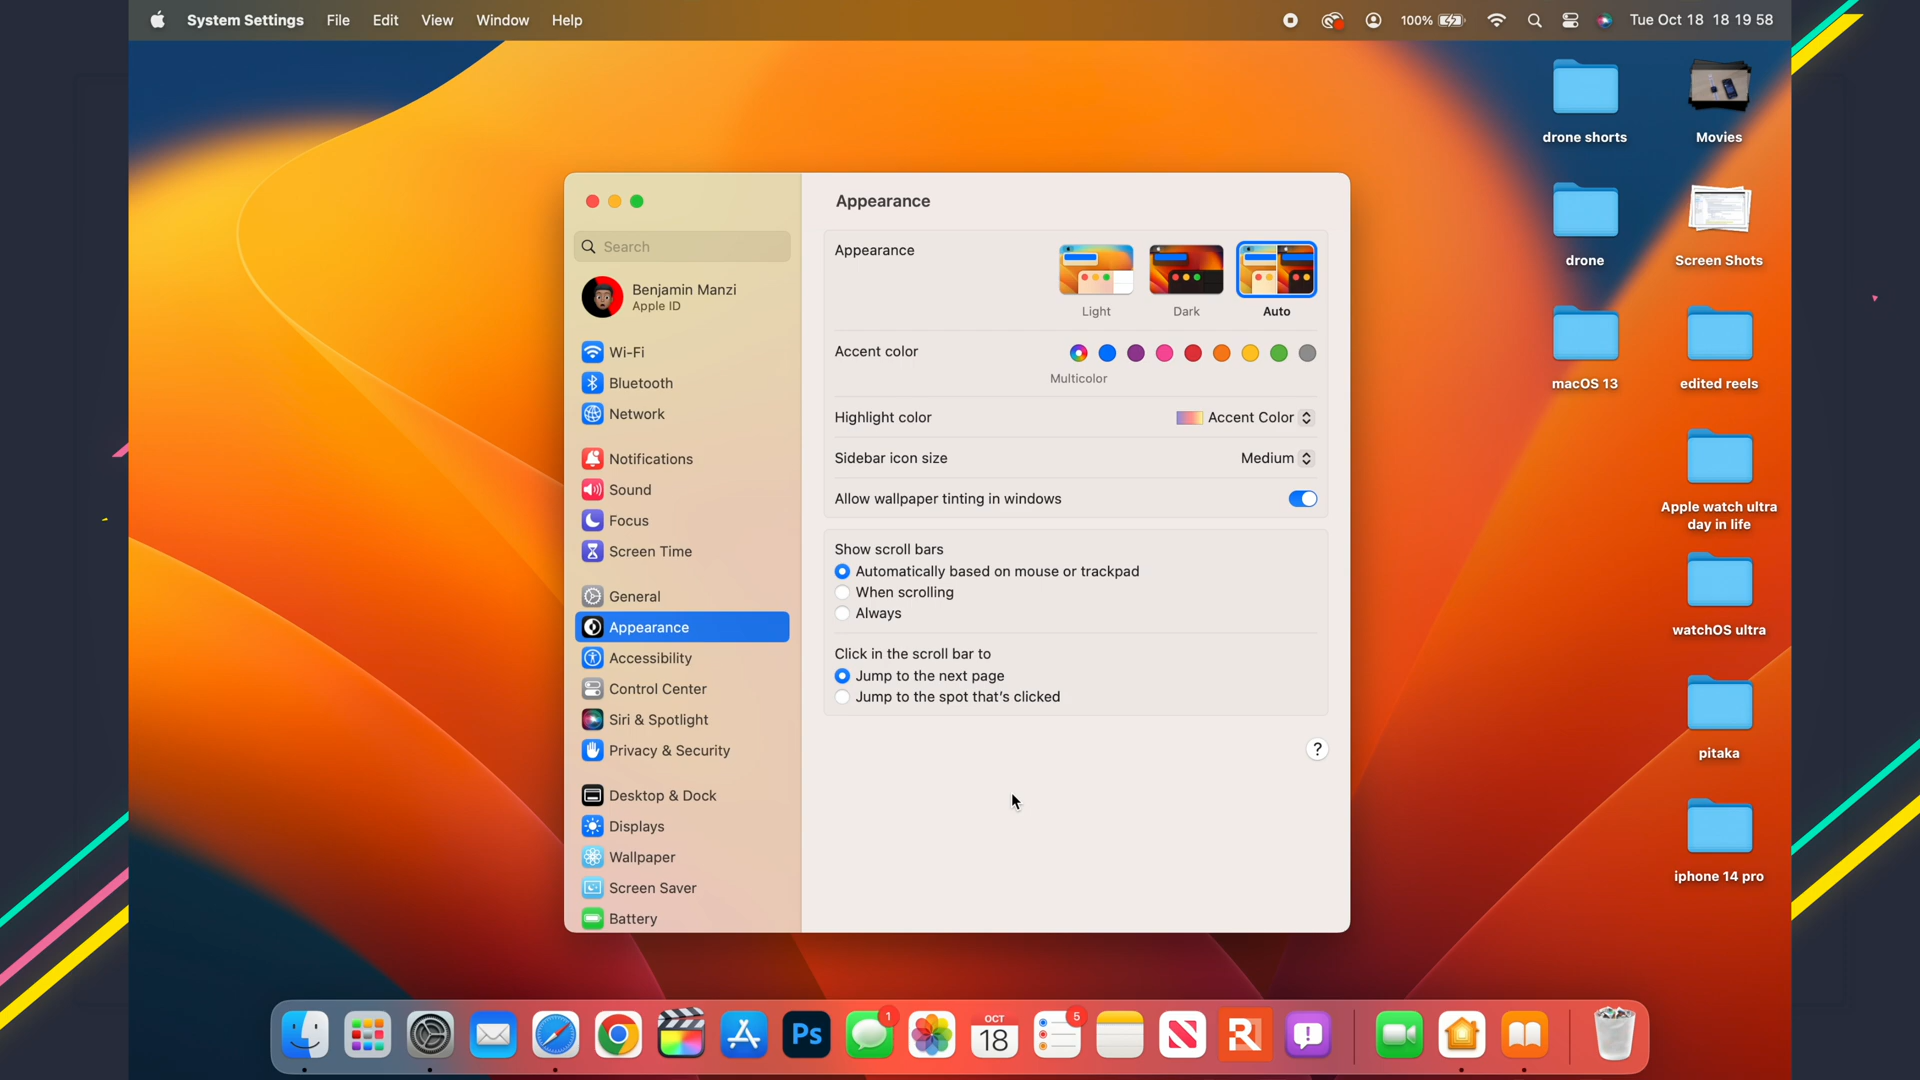 System Settings File Edit View Window Help
100% Tue Oct 18 18 19 58
Search
Benjamin Manzi
Apple ID
Wi-Fi
Bluetooth
Network
Notifications
Sound
Focus
Screen Time
General
Appearance
Accessibility
Control Center
Siri & Spotlight
Privacy & Security
Desktop & Dock
Displays
Wallpaper
Screen Saver
Battery
Appearance
Appearance
Light Dark Auto
Accent color
Multicolor
Highlight color Accent Color
Sidebar icon size Medium
Allow wallpaper tinting in windows
Show scroll bars
Automatically based on mouse or trackpad
When scrolling
Always
Click in the scroll bar to
Jump to the next page
Jump to the spot that's clicked
?
drone shorts Movies
drone Screen Shots
macOS 13 edited reels
Apple watch ultra
day in life
watchOS ultra
pitaka
iphone 14 pro
Ps
1
OCT
18
5